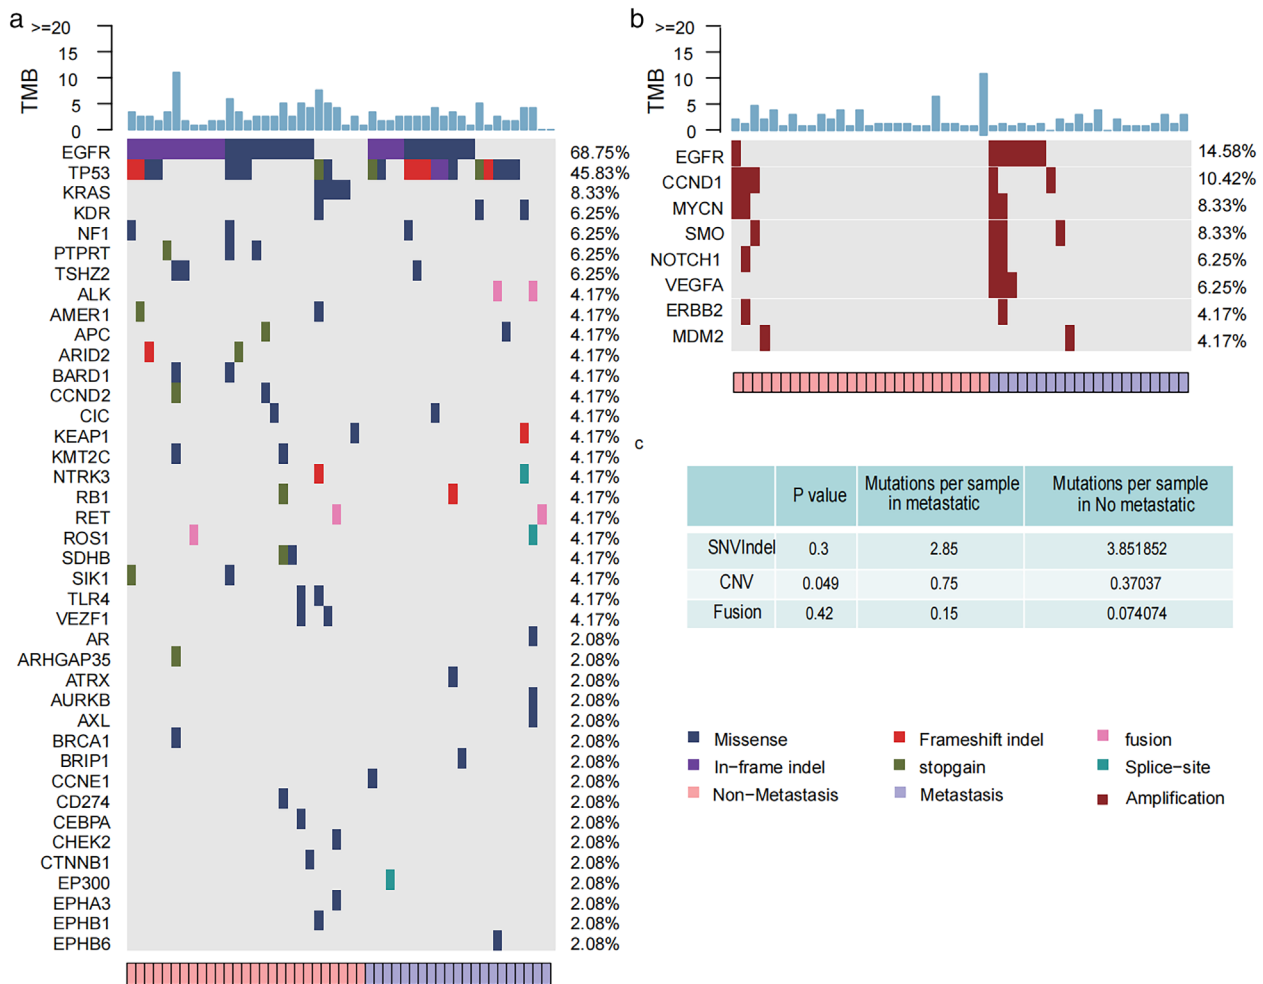 a
>=20
15
10
5
0
TMB
EGFR 68.75%
TP53 45.83%
KRAS 8.33%
KDR 6.25%
NF1 6.25%
PTPRT 6.25%
TSHZ2 6.25%
ALK 4.17%
AMER1 4.17%
APC 4.17%
ARID2 4.17%
BARD1 4.17%
CCND2 4.17%
CIC 4.17%
KEAP1 4.17%
KMT2C 4.17%
NTRK3 4.17%
RB1 4.17%
RET 4.17%
ROS1 4.17%
SDHB 4.17%
SIK1 4.17%
TLR4 4.17%
VEZF1 4.17%
AR 2.08%
ARHGAP35 2.08%
ATRX 2.08%
AURKB 2.08%
AXL 2.08%
BRCA1 2.08%
BRIP1 2.08%
CCNE1 2.08%
CD274 2.08%
CEBPA 2.08%
CHEK2 2.08%
CTNNB1 2.08%
EP300 2.08%
EPHA3 2.08%
EPHB1 2.08%
EPHB6 2.08%
b
>=20
15
10
5
0
TMB
EGFR 14.58%
CCND1 10.42%
MYCN 8.33%
SMO 8.33%
NOTCH1 6.25%
VEGFA 6.25%
ERBB2 4.17%
MDM2 4.17%
c
P value Mutations per sample in metastatic Mutations per sample in No metastatic
SNVIndel 0.3 2.85 3.851852
CNV 0.049 0.75 0.37037
Fusion 0.42 0.15 0.074074
Missense Frameshift indel fusion
In-frame indel stopgain Splice-site
Non-Metastasis Metastasis Amplification